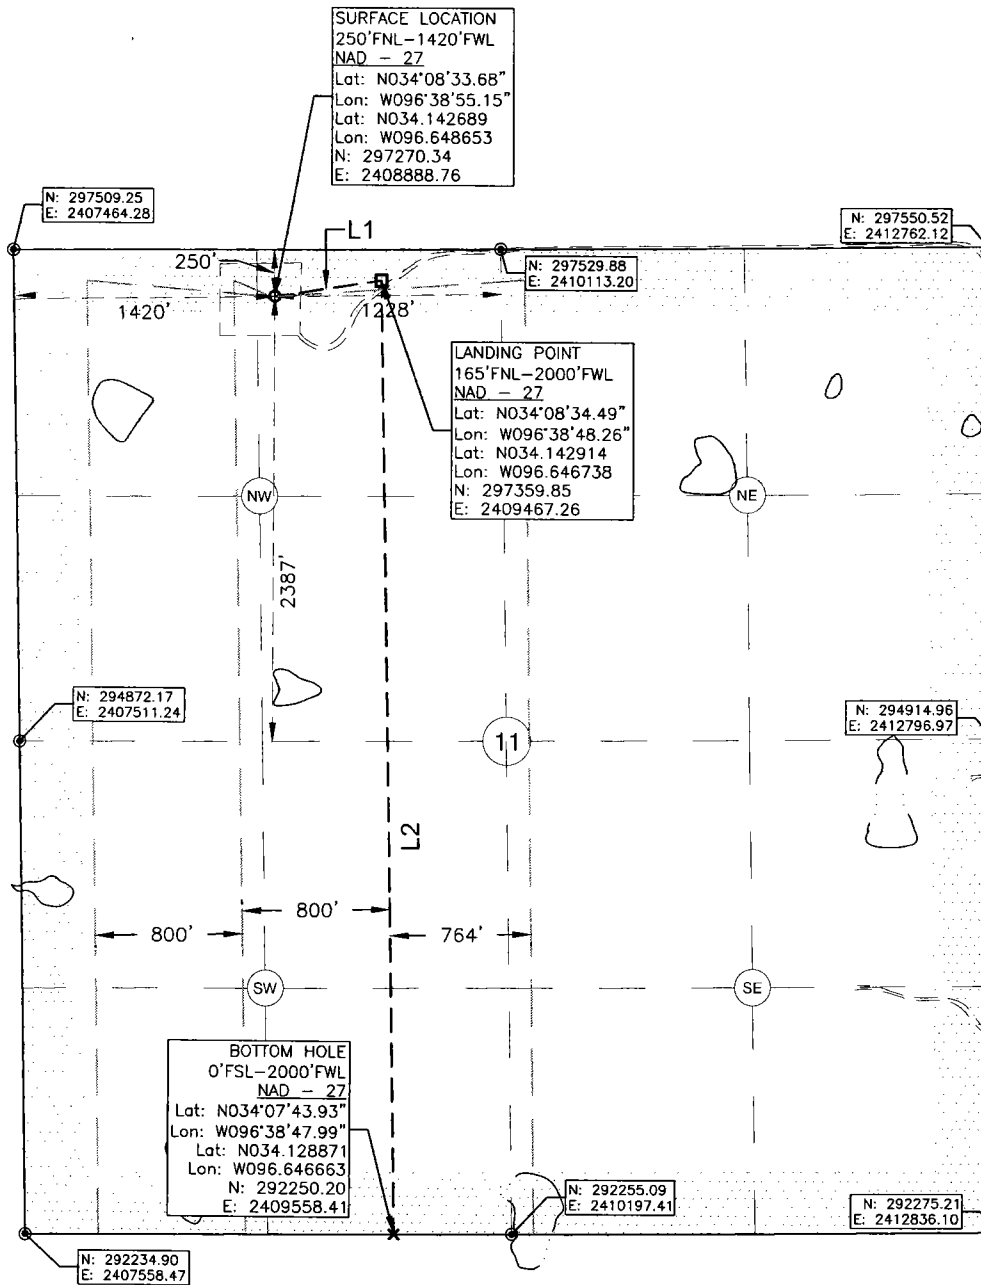 SURFACE LOCATION
250'FNL-1420'FWL
NAD - 27
Lat: N034°08'33.68"
Lon: W096°38'55.15"
Lat: N034.142689
Lon: W096.648653
N: 297270.34
E: 2408888.76
N: 297509.25
E: 2407464.28
L1
N: 297550.52
E: 2412762.12
250'
N: 297529.88
E: 2410113.20
1420'
1228'
LANDING POINT
165'FNL-2000'FWL
NAD - 27
Lat: N034°08'34.49"
Lon: W096°38'48.26"
Lat: N034.142914
Lon: W096.646738
N: 297359.85
E: 2409467.26
NW
NE
2387'
N: 294872.17
E: 2407511.24
N: 294914.96
E: 2412796.97
11
L2
800'
800'
764'
SW
SE
BOTTOM HOLE
0'FSL-2000'FWL
NAD - 27
Lat: N034°07'43.93"
Lon: W096°38'47.99"
Lat: N034.128871
Lon: W096.646663
N: 292250.20
E: 2409558.41
N: 292255.09
E: 2410197.41
N: 292275.21
E: 2412836.10
N: 292234.90
E: 2407558.47